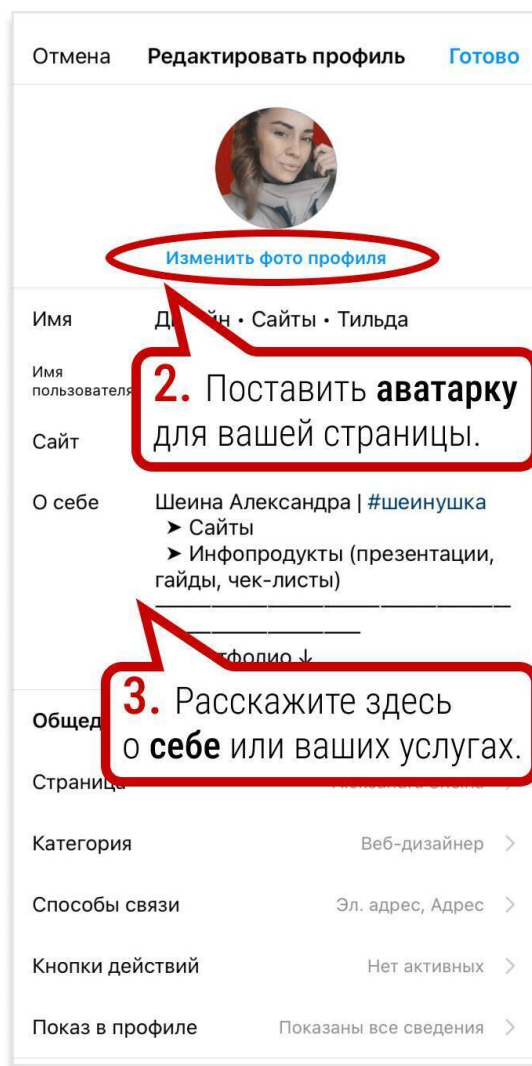 Отмена Редактировать профиль Готово
Изменить фото профиля
Имя
Сайты • Тильда
Имя
пользователя
2. Поставить аватарку
для вашей страницы.
Сайт
О себе Шеина Александра | #шеинушка
➤ Сайты
➤ Инфопродукты (презентации,
гайды, чек-листы)
3. Расскажите здесь
о себе или ваших услугах.
Страница
Категория Веб-дизайнер >
Способы связи Эл. адрес, Адрес >
Кнопки действий Нет активных >
Показ в профиле Показаны все сведения >